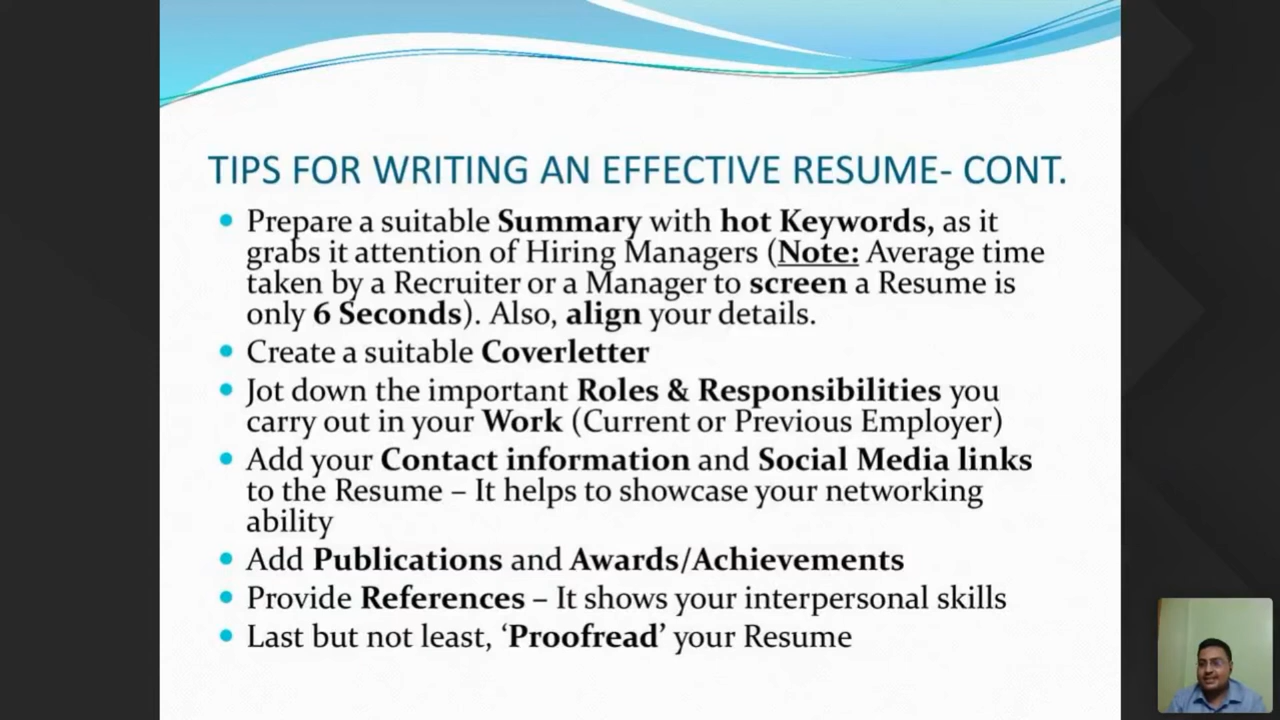 TIPS FOR WRITING AN EFFECTIVE RESUME- CONT.
• Prepare a suitable Summary with hot Keywords, as it
grabs it attention of Hiring Managers (Note: Average time
taken by a Recruiter or a Manager to screen a Resume is
only 6 Seconds). Also, align your details.
• Create a suitable Coverletter
• Jot down the important Roles & Responsibilities you
carry out in your Work (Current or Previous Employer)
• Add your Contact information and Social Media links
to the Resume – It helps to showcase your networking
ability
• Add Publications and Awards/Achievements
• Provide References – It shows your interpersonal skills
• Last but not least, ‘Proofread’ your Resume